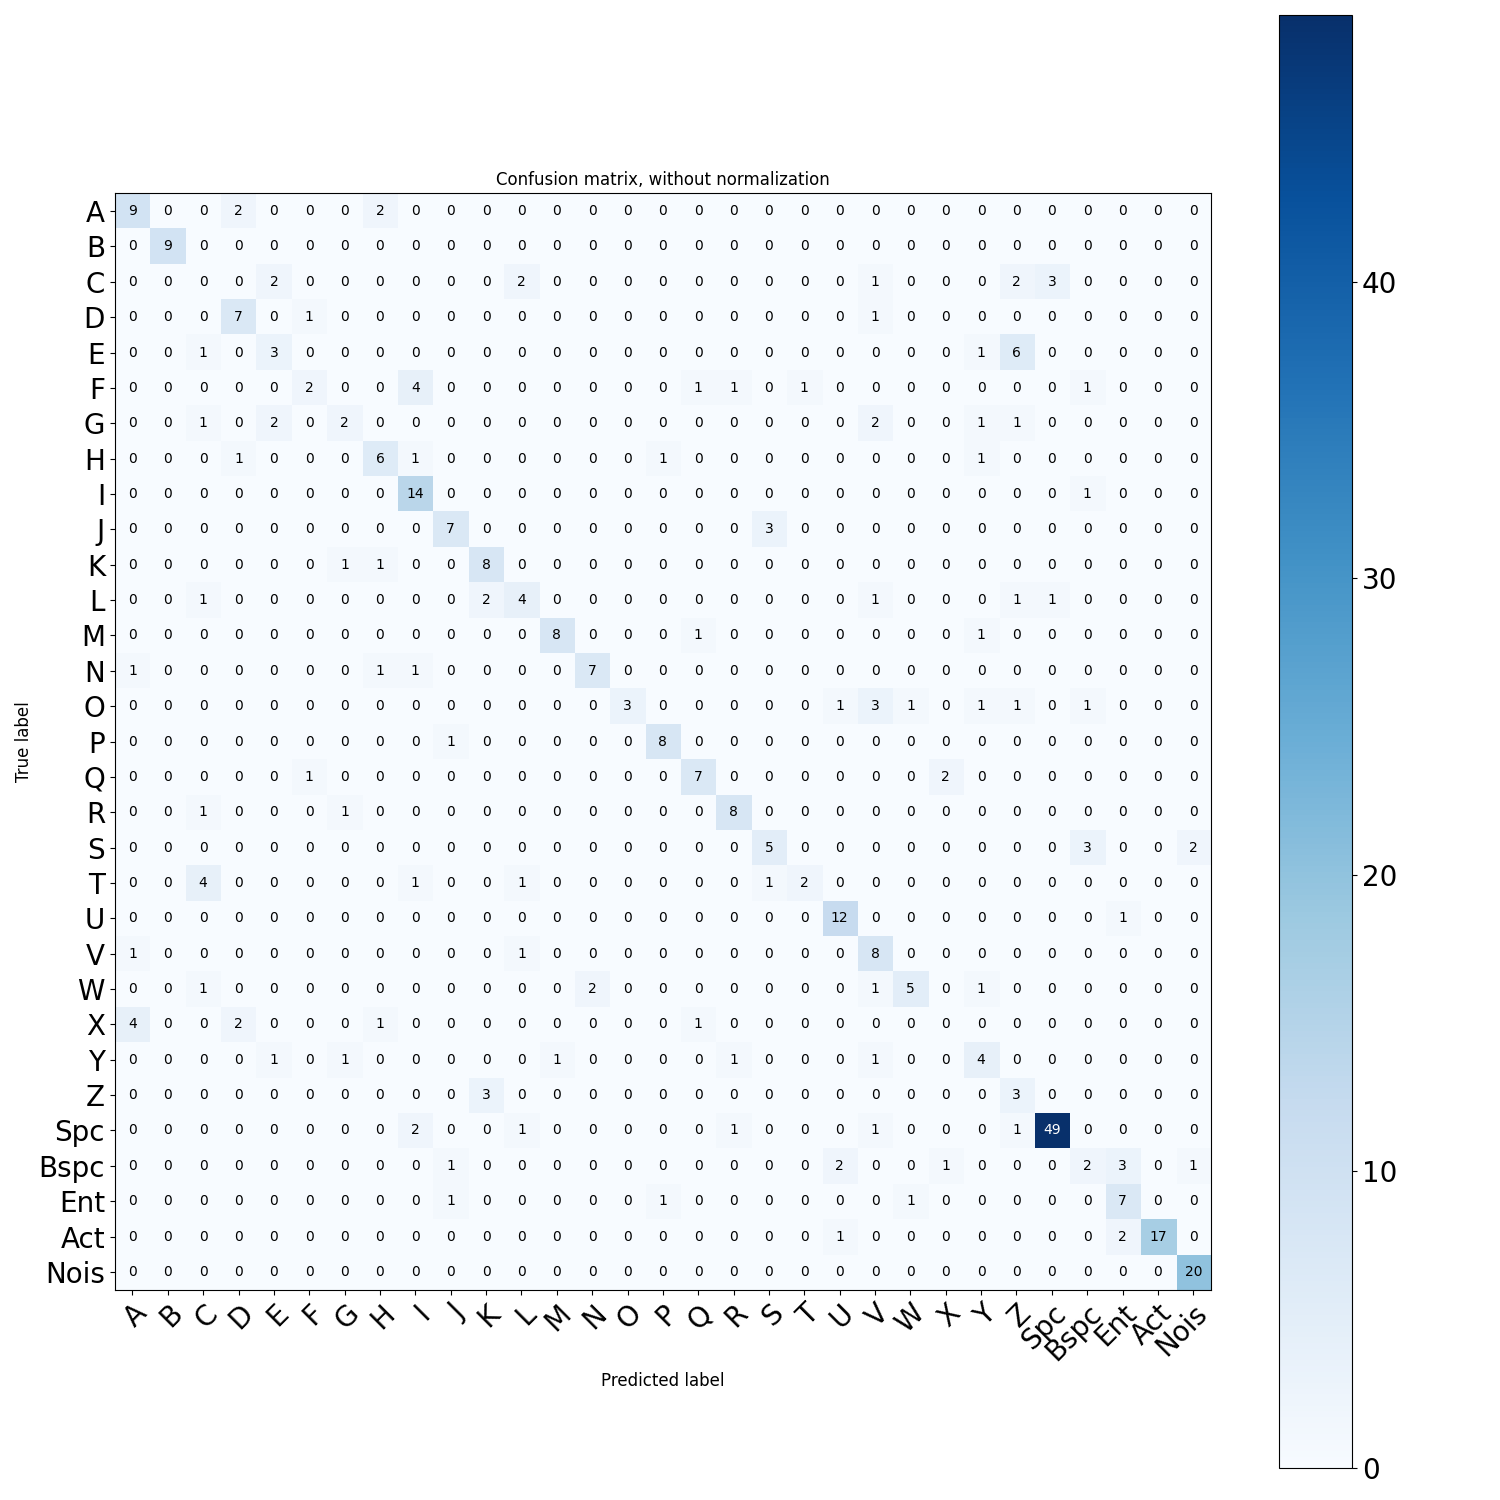 Confusion matrix, without normalization
A 9 0 0 2 0 0 0 2 0 0 0 0 0 0 0 0 0 0 0 0 0 0 0 0 0 0 0 0 0 0 0
B 0 9 0 0 0 0 0 0 0 0 0 0 0 0 0 0 0 0 0 0 0 0 0 0 0 0 0 0 0 0 0
C 0 0 0 0 2 0 0 0 0 0 0 2 0 0 0 0 0 0 0 0 0 1 0 0 0 2 3 0 0 0 0
D 0 0 0 7 0 1 0 0 0 0 0 0 0 0 0 0 0 0 0 0 0 1 0 0 0 0 0 0 0 0 0
E 0 0 1 0 3 0 0 0 0 0 0 0 0 0 0 0 0 0 0 0 0 0 0 0 1 6 0 0 0 0 0
F 0 0 0 0 0 2 0 0 4 0 0 0 0 0 0 0 1 1 0 1 0 0 0 0 0 0 0 1 0 0 0
G 0 0 1 0 2 0 2 0 0 0 0 0 0 0 0 0 0 0 0 0 0 2 0 0 1 1 0 0 0 0 0
H 0 0 0 1 0 0 0 6 1 0 0 0 0 0 0 1 0 0 0 0 0 0 0 0 1 0 0 0 0 0 0
I 0 0 0 0 0 0 0 0 14 0 0 0 0 0 0 0 0 0 0 0 0 0 0 0 0 0 0 1 0 0 0
J 0 0 0 0 0 0 0 0 0 7 0 0 0 0 0 0 0 0 3 0 0 0 0 0 0 0 0 0 0 0 0
K 0 0 0 0 0 0 1 1 0 0 8 0 0 0 0 0 0 0 0 0 0 0 0 0 0 0 0 0 0 0 0
L 0 0 1 0 0 0 0 0 0 0 2 4 0 0 0 0 0 0 0 0 0 1 0 0 0 1 1 0 0 0 0
M 0 0 0 0 0 0 0 0 0 0 0 0 8 0 0 0 1 0 0 0 0 0 0 0 1 0 0 0 0 0 0
N 1 0 0 0 0 0 0 1 1 0 0 0 0 7 0 0 0 0 0 0 0 0 0 0 0 0 0 0 0 0 0
O 0 0 0 0 0 0 0 0 0 0 0 0 0 0 3 0 0 0 0 0 1 3 1 0 1 1 0 1 0 0 0
P 0 0 0 0 0 0 0 0 0 1 0 0 0 0 0 8 0 0 0 0 0 0 0 0 0 0 0 0 0 0 0
Q 0 0 0 0 0 1 0 0 0 0 0 0 0 0 0 0 7 0 0 0 0 0 0 2 0 0 0 0 0 0 0
R 0 0 1 0 0 0 1 0 0 0 0 0 0 0 0 0 0 8 0 0 0 0 0 0 0 0 0 0 0 0 0
S 0 0 0 0 0 0 0 0 0 0 0 0 0 0 0 0 0 0 5 0 0 0 0 0 0 0 0 3 0 0 2
T 0 0 4 0 0 0 0 0 1 0 0 1 0 0 0 0 0 0 1 2 0 0 0 0 0 0 0 0 0 0 0
U 0 0 0 0 0 0 0 0 0 0 0 0 0 0 0 0 0 0 0 0 12 0 0 0 0 0 0 0 1 0 0
V 1 0 0 0 0 0 0 0 0 0 0 1 0 0 0 0 0 0 0 0 0 8 0 0 0 0 0 0 0 0 0
W 0 0 1 0 0 0 0 0 0 0 0 0 0 2 0 0 0 0 0 0 0 1 5 0 1 0 0 0 0 0 0
X 4 0 0 2 0 0 0 1 0 0 0 0 0 0 0 0 1 0 0 0 0 0 0 0 0 0 0 0 0 0 0
Y 0 0 0 0 1 0 1 0 0 0 0 0 1 0 0 0 0 1 0 0 0 1 0 0 4 0 0 0 0 0 0
Z 0 0 0 0 0 0 0 0 0 0 3 0 0 0 0 0 0 0 0 0 0 0 0 0 0 3 0 0 0 0 0
Spc 0 0 0 0 0 0 0 0 2 0 0 1 0 0 0 0 0 1 0 0 0 1 0 0 0 1 49 0 0 0 0
Bspc 0 0 0 0 0 0 0 0 0 1 0 0 0 0 0 0 0 0 0 0 2 0 0 1 0 0 0 2 3 0 1
Ent 0 0 0 0 0 0 0 0 0 1 0 0 0 0 0 1 0 0 0 0 0 0 1 0 0 0 0 0 7 0 0
Act 0 0 0 0 0 0 0 0 0 0 0 0 0 0 0 0 0 0 0 0 1 0 0 0 0 0 0 0 2 17 0
Nois 0 0 0 0 0 0 0 0 0 0 0 0 0 0 0 0 0 0 0 0 0 0 0 0 0 0 0 0 0 0 20
A B C D E F G H I J K L M N O P Q R S T U V W X Y Z Spc Bspc Ent Act Nois
Predicted label
True label
40
30
20
10
0